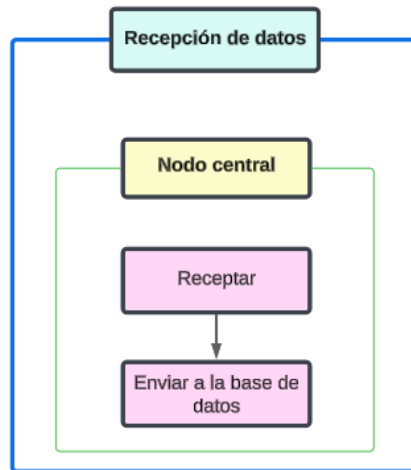 Recepción de datos
Nodo central
Receptar
Enviar a la base de
datos